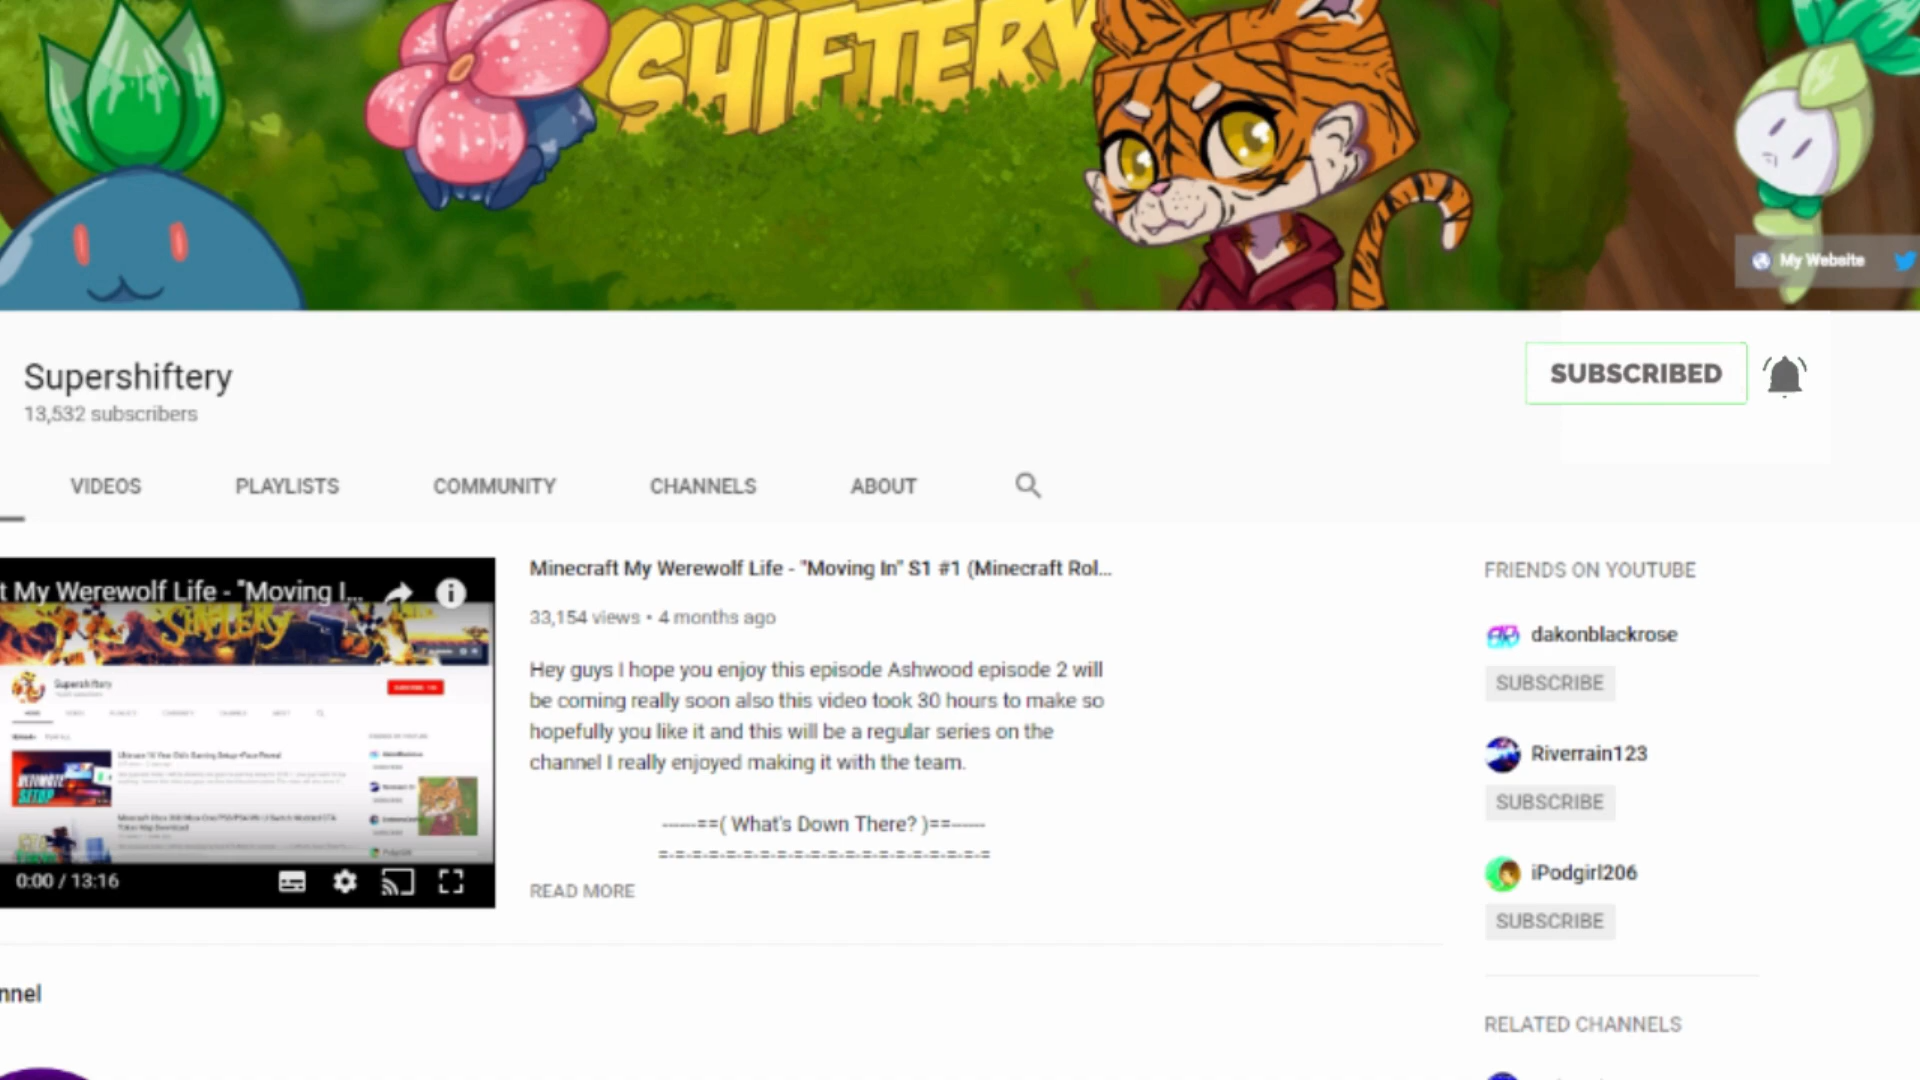 SHIFTERY
My Website
Supershiftery
13,532 subscribers
SUBSCRIBED
VIDEOS
PLAYLISTS
COMMUNITY
CHANNELS
ABOUT
t My Werewolf Life - "Moving I...
SHIFTERY
Supershiftery
ULTIMATE
SETUP
0:00 / 13:16
Minecraft My Werewolf Life - "Moving In" S1 #1 (Minecraft Rol...
33,154 views • 4 months ago
Hey guys I hope you enjoy this episode Ashwood episode 2 will
be coming really soon also this video took 30 hours to make so
hopefully you like it and this will be a regular series on the
channel I really enjoyed making it with the team.
------==( What's Down There? )==------
=-=-=-=-=-=-=-=-=-=-=-=-=-=-=-=-=-=-=-=
READ MORE
FRIENDS ON YOUTUBE
dakonblackrose
SUBSCRIBE
Riverrain123
SUBSCRIBE
iPodgirl206
SUBSCRIBE
RELATED CHANNELS
nnel